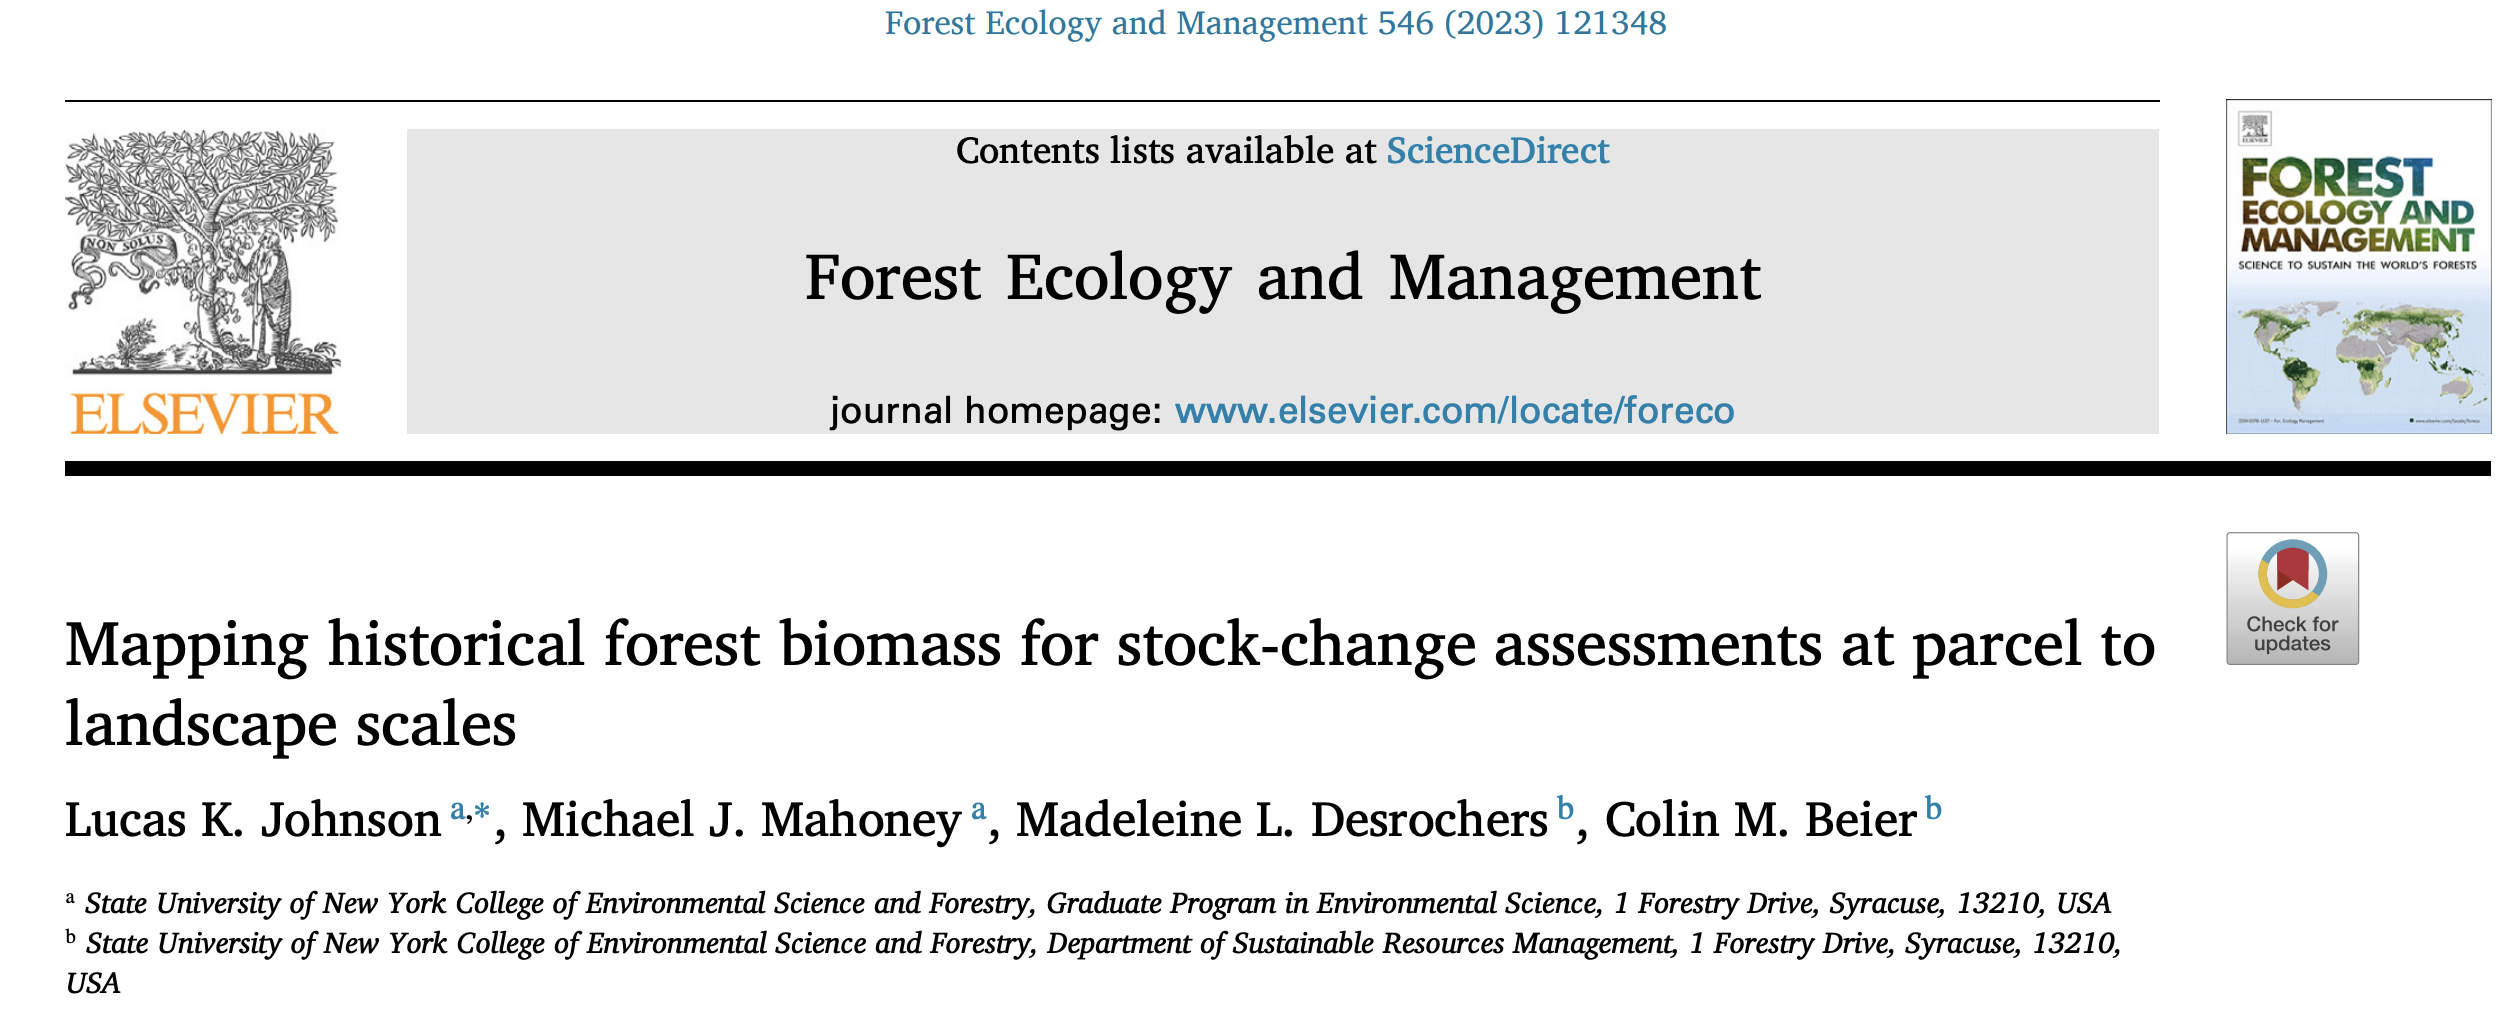 Forest Ecology and Management 546 (2023) 121348
Contents lists available at ScienceDirect
Forest Ecology and Management
journal homepage: www.elsevier.com/locate/foreco
NON SOLUS
ELSEVIER
ELSEVIER
FOREST
ECOLOGY AND
MANAGEMENT
SCIENCE TO SUSTAIN THE WORLD'S FORESTS
Check for
updates
Mapping historical forest biomass for stock-change assessments at parcel to
landscape scales
Lucas K. Johnson a,*, Michael J. Mahoney a, Madeleine L. Desrochers b, Colin M. Beier b
a State University of New York College of Environmental Science and Forestry, Graduate Program in Environmental Science, 1 Forestry Drive, Syracuse, 13210, USA
b State University of New York College of Environmental Science and Forestry, Department of Sustainable Resources Management, 1 Forestry Drive, Syracuse, 13210,
USA